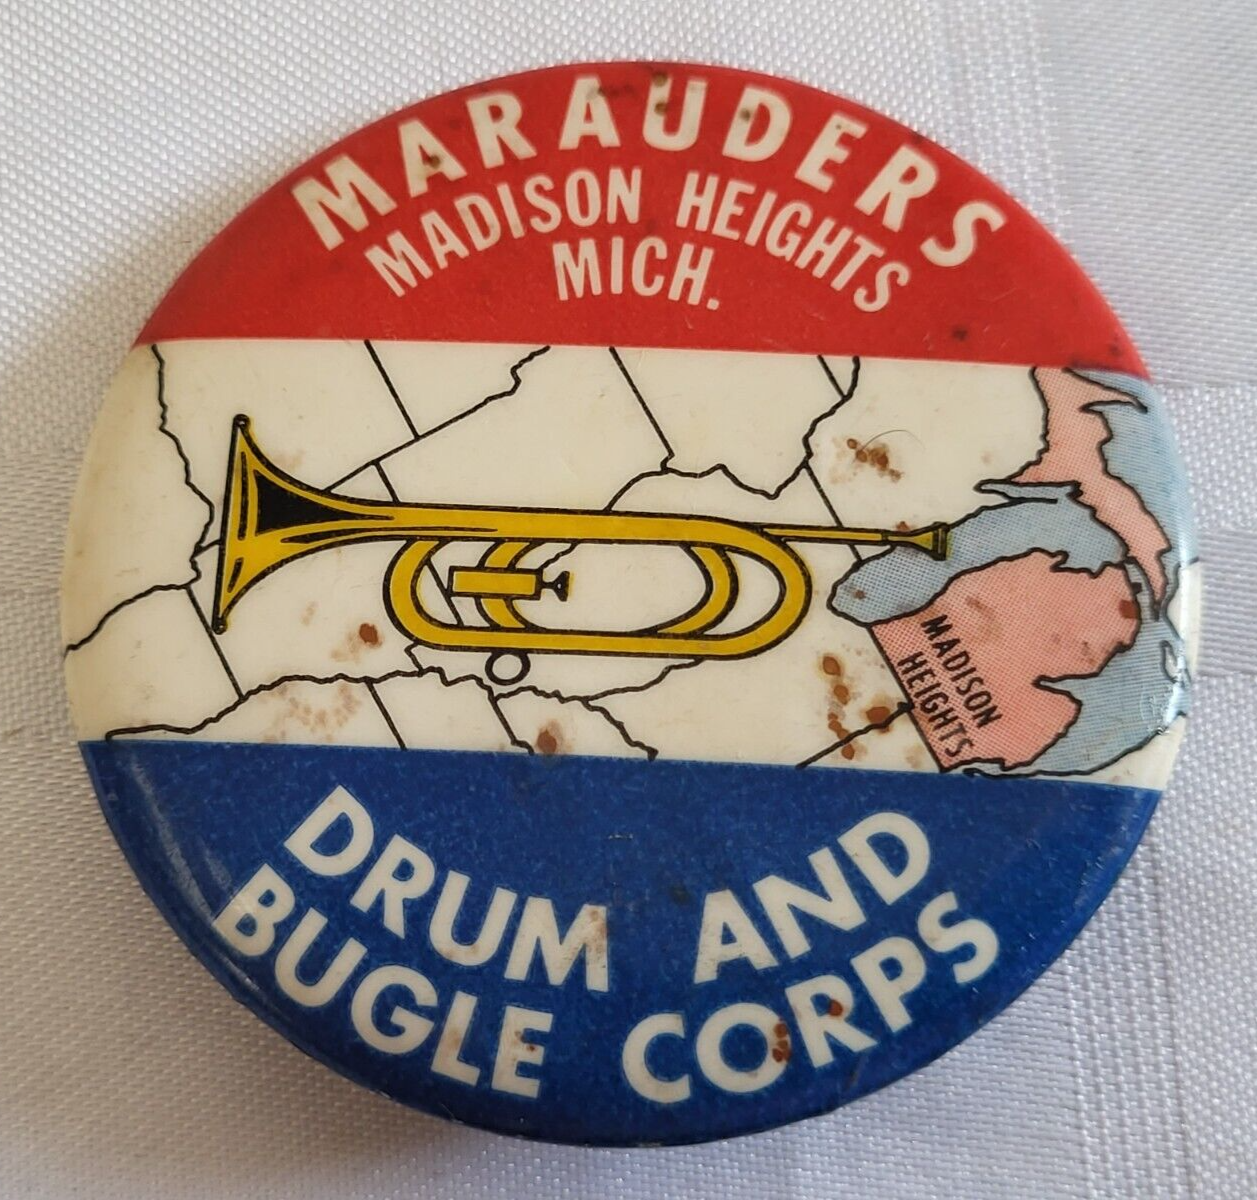 MARAUDERS
MADISON HEIGHTS
MICH.
MADISON
HEIGHTS
DRUM AND
BUGLE CORPS